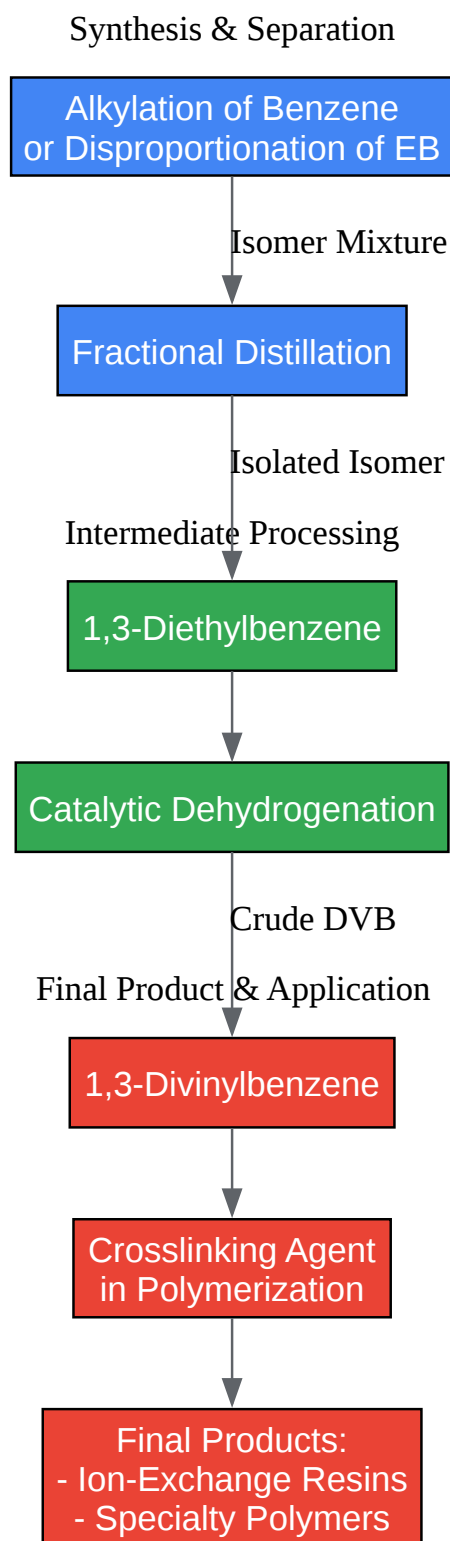 Synthesis & Separation
Alkylation of Benzene
or Disproportionation of EB
Isomer Mixture
Fractional Distillation
Isolated Isomer
Intermediate Processing
1,3-Diethylbenzene
Catalytic Dehydrogenation
Crude DVB
Final Product & Application
1,3-Divinylbenzene
Crosslinking Agent
in Polymerization
Final Products:
- Ion-Exchange Resins
- Specialty Polymers